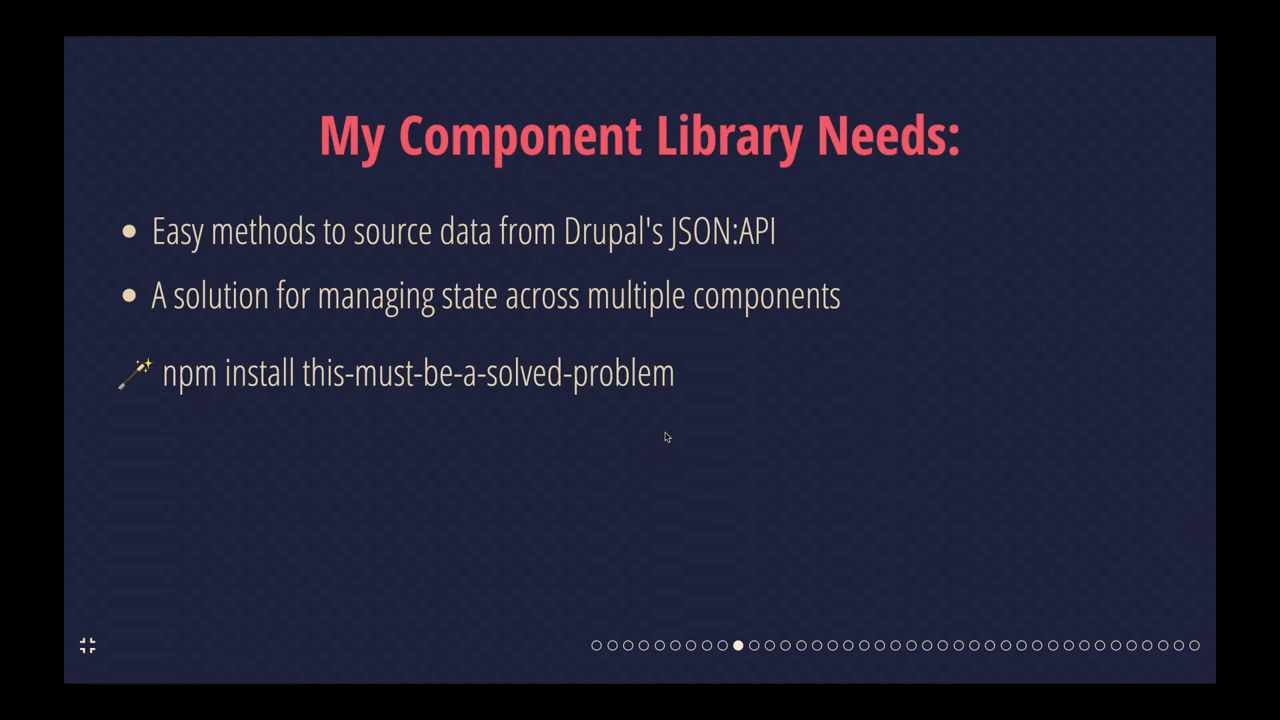 My Component Library Needs:
• Easy methods to source data from Drupal's JSON:API
• A solution for managing state across multiple components
🪄 npm install this-must-be-a-solved-problem